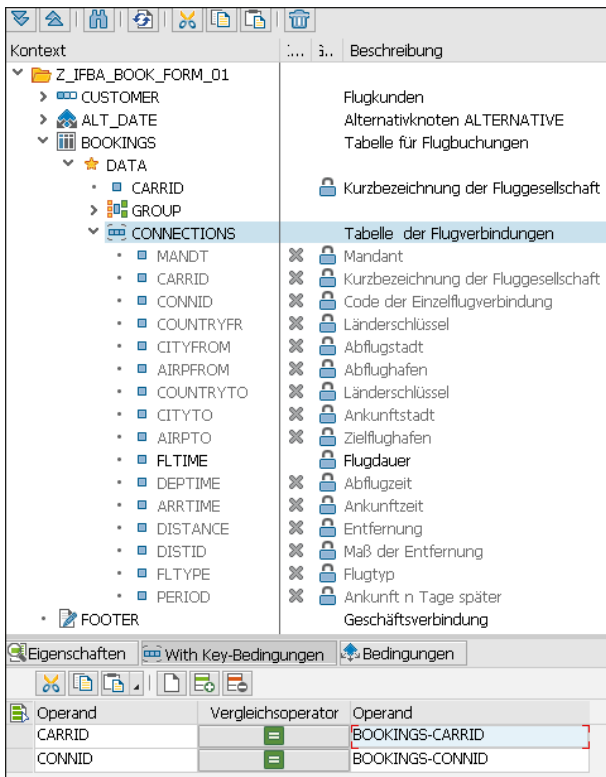 Kontext :... ä.. Beschreibung
Z_IFBA_BOOK_FORM_01
CUSTOMER Flugkunden
ALT_DATE Alternativknoten ALTERNATIVE
BOOKINGS Tabelle für Flugbuchungen
DATA
CARRID Kurzbezeichnung der Fluggesellschaft
GROUP
CONNECTIONS Tabelle der Flugverbindungen
MANDT Mandant
CARRID Kurzbezeichnung der Fluggesellschaft
CONNID Code der Einzelflugverbindung
COUNTRYFR Länderschlüssel
CITYFROM Abflugstadt
AIRPFROM Abflughafen
COUNTRYTO Länderschlüssel
CITYTO Ankunftstadt
AIRPTO Zielflughafen
FLTIME Flugdauer
DEPTIME Abflugzeit
ARRTIME Ankunftzeit
DISTANCE Entfernung
DISTID Maß der Entfernung
FLTYPE Flugtyp
PERIOD Ankunft n Tage später
FOOTER Geschäftsverbindung
Eigenschaften With Key-Bedingungen Bedingungen
Operand Vergleichsoperator Operand
CARRID = BOOKINGS-CARRID
CONNID = BOOKINGS-CONNID